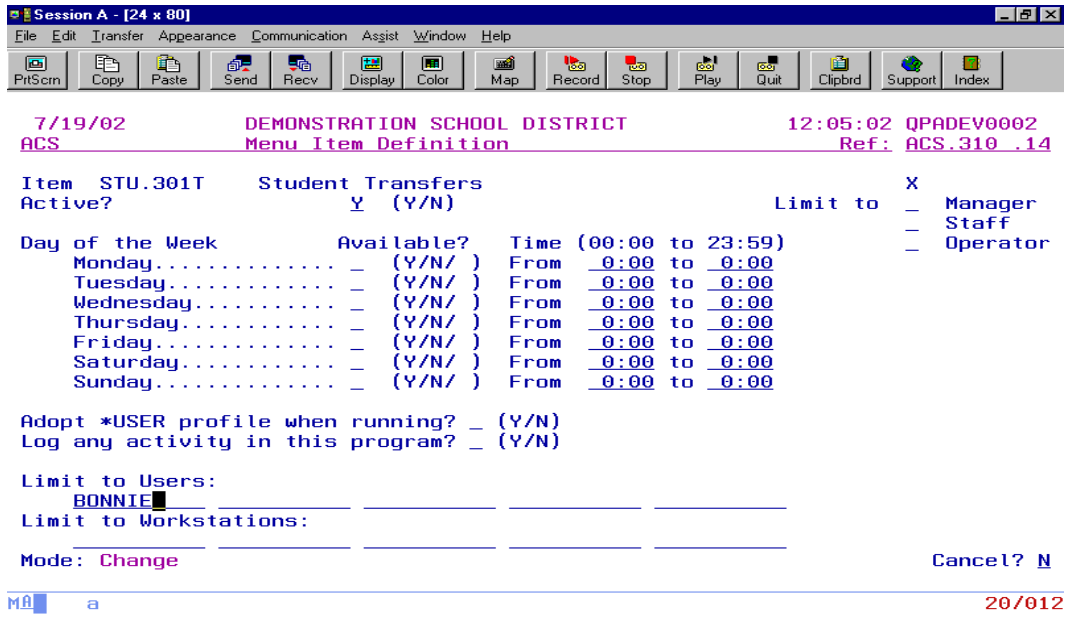 Session A - [24 x 80]
File Edit Transfer Appearance Communication Assist Window Help
PrtScrn Copy Paste Send Recv Display Color Map Record Stop Play Quit Clipbrd Support Index
7/19/02 DEMONSTRATION SCHOOL DISTRICT 12:05:02 QPADEV0002
ACS Menu Item Definition Ref: ACS.310 .14
Item STU.301T Student Transfers X
Active? Y (Y/N) Limit to _ Manager
_ Staff
Day of the Week Available? Time (00:00 to 23:59) _ Operator
Monday.............. _ (Y/N/ ) From 0:00 to 0:00
Tuesday............. _ (Y/N/ ) From 0:00 to 0:00
Wednesday........... _ (Y/N/ ) From 0:00 to 0:00
Thursday............ _ (Y/N/ ) From 0:00 to 0:00
Friday.............. _ (Y/N/ ) From 0:00 to 0:00
Saturday............ _ (Y/N/ ) From 0:00 to 0:00
Sunday.............. _ (Y/N/ ) From 0:00 to 0:00
Adopt *USER profile when running? _ (Y/N)
Log any activity in this program? _ (Y/N)
Limit to Users:
BONNIE
Limit to Workstations:
Mode: Change Cancel? N
MA a 20/012